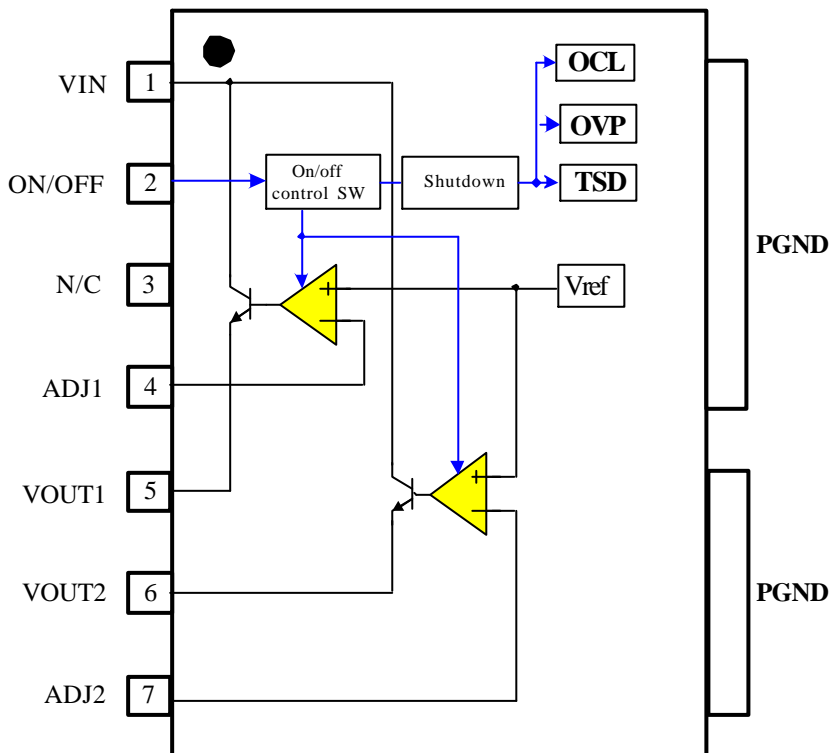 VIN
1
OCL
OVP
ON/OFF
2
On/off
control SW
Shutdown
TSD
PGND
N/C
3
+
−
Vref
ADJ1
4
VOUT1
5
+
−
VOUT2
6
PGND
ADJ2
7